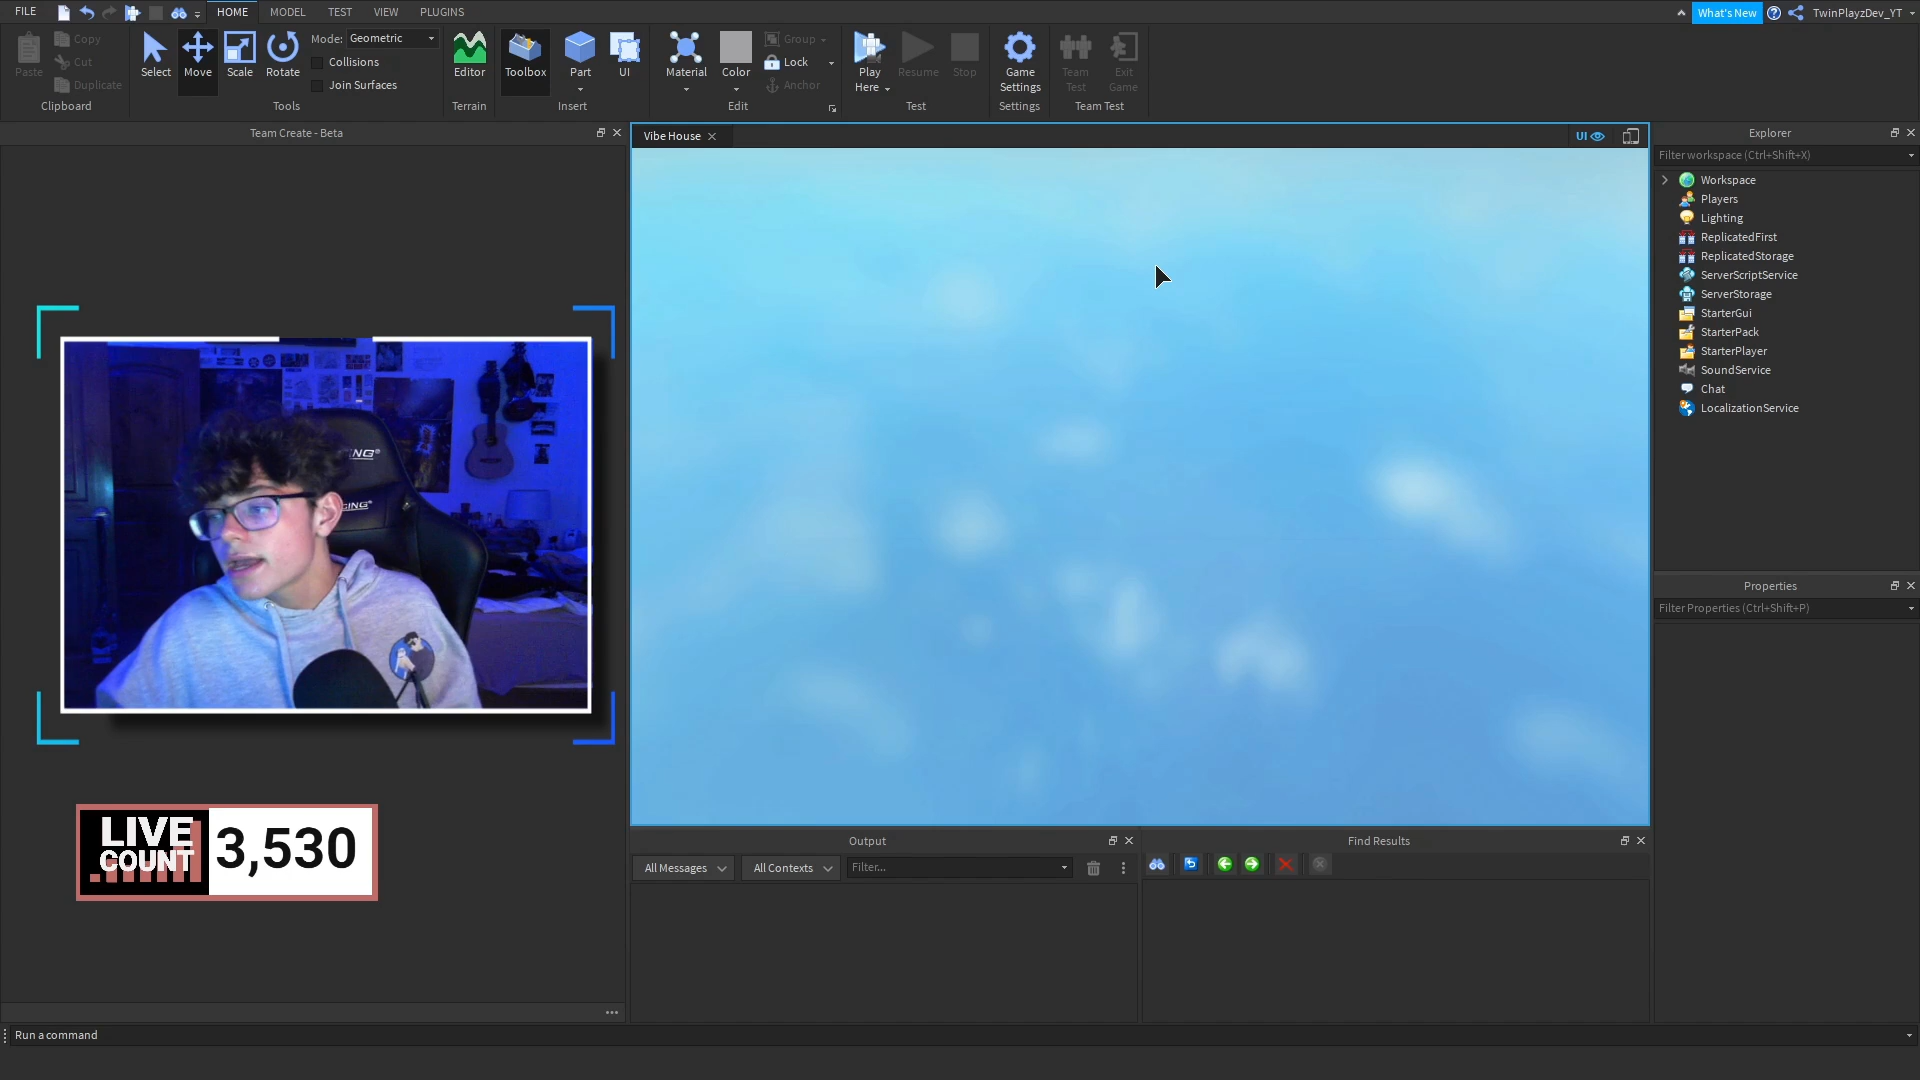 FILE HOME MODEL TEST VIEW PLUGINS What's New TwinPlayzDev_YT
Paste Copy Cut Duplicate
Clipboard
Select Move Scale Rotate
Mode: Geometric
Collisions
Join Surfaces
Tools
Editor
Terrain
Toolbox Part UI
Insert
Material Color Group Lock Anchor
Edit
Play Here Resume Stop
Test
Game Settings
Settings
Team Test Exit Game
Team Test
Team Create - Beta
ING
ING
LIVE
COUNT
3,530
Vibe House
UI
Output
All Messages All Contexts Filter...
Find Results
Explorer
Filter workspace (Ctrl+Shift+X)
Workspace
Players
Lighting
ReplicatedFirst
ReplicatedStorage
ServerScriptService
ServerStorage
StarterGui
StarterPack
StarterPlayer
SoundService
Chat
LocalizationService
Properties
Filter Properties (Ctrl+Shift+P)
Run a command